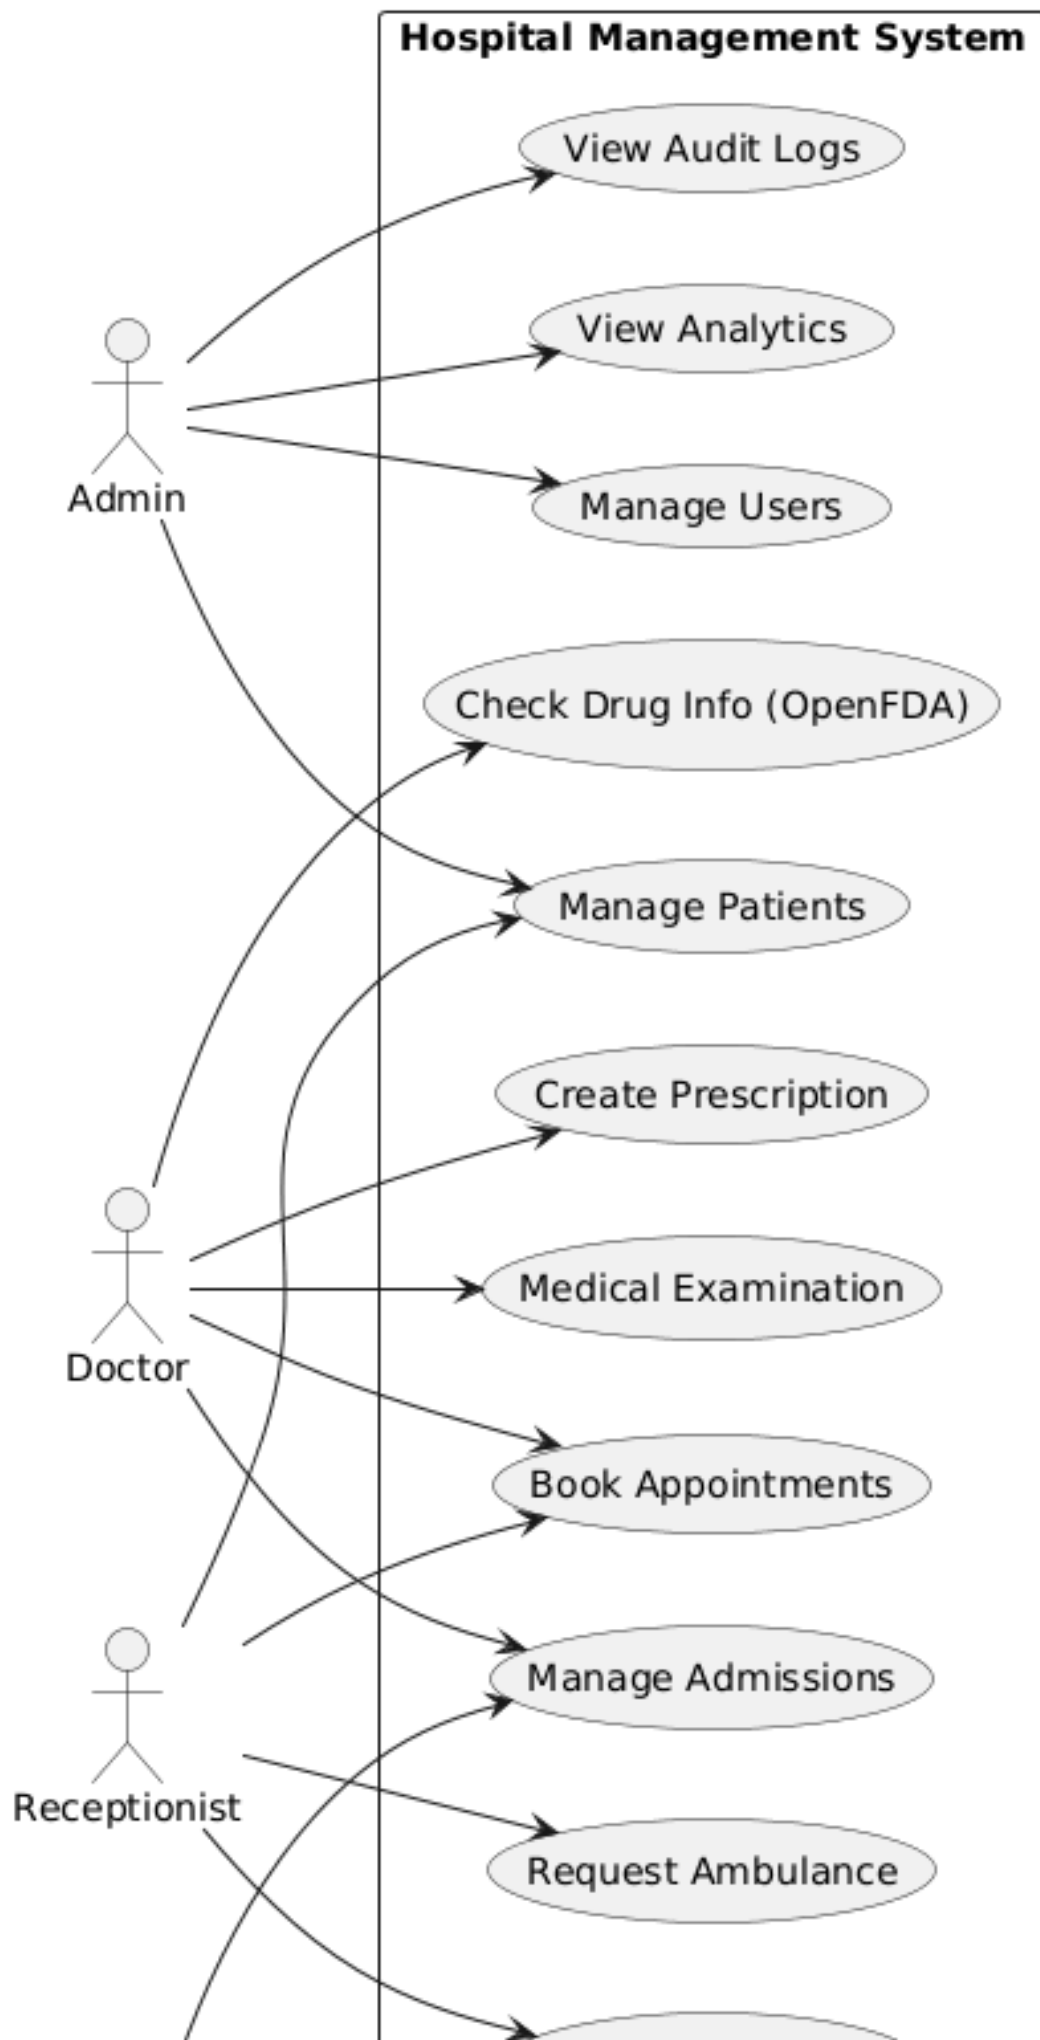 Hospital Management System
View Audit Logs
View Analytics
Manage Users
Admin
Check Drug Info (OpenFDA)
Manage Patients
Create Prescription
Medical Examination
Doctor
Book Appointments
Manage Admissions
Receptionist
Request Ambulance